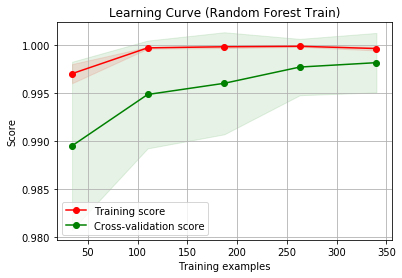 Learning Curve (Random Forest Train)
1.000
0.995
0.990
0.985
0.980
Score
Training score
Cross-validation score
50 100 150 200 250 300 350
Training examples